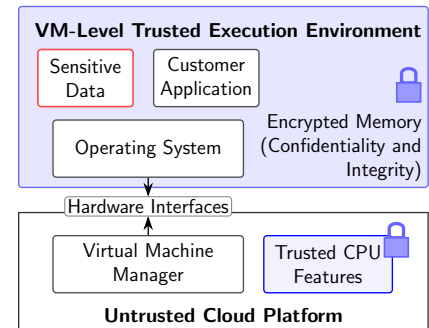 VM-Level Trusted Execution Environment
Sensitive
Data
Customer
Application
Encrypted Memory
(Confidentiality and
Integrity)
Operating System
Hardware Interfaces
Virtual Machine
Manager
Trusted CPU
Features
Untrusted Cloud Platform